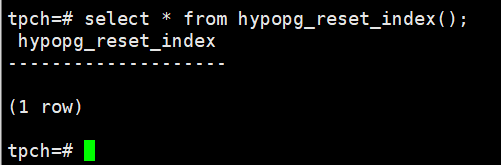 tpch=# select * from hypopg_reset_index();
 hypopg_reset_index
--------------------

(1 row)

tpch=#